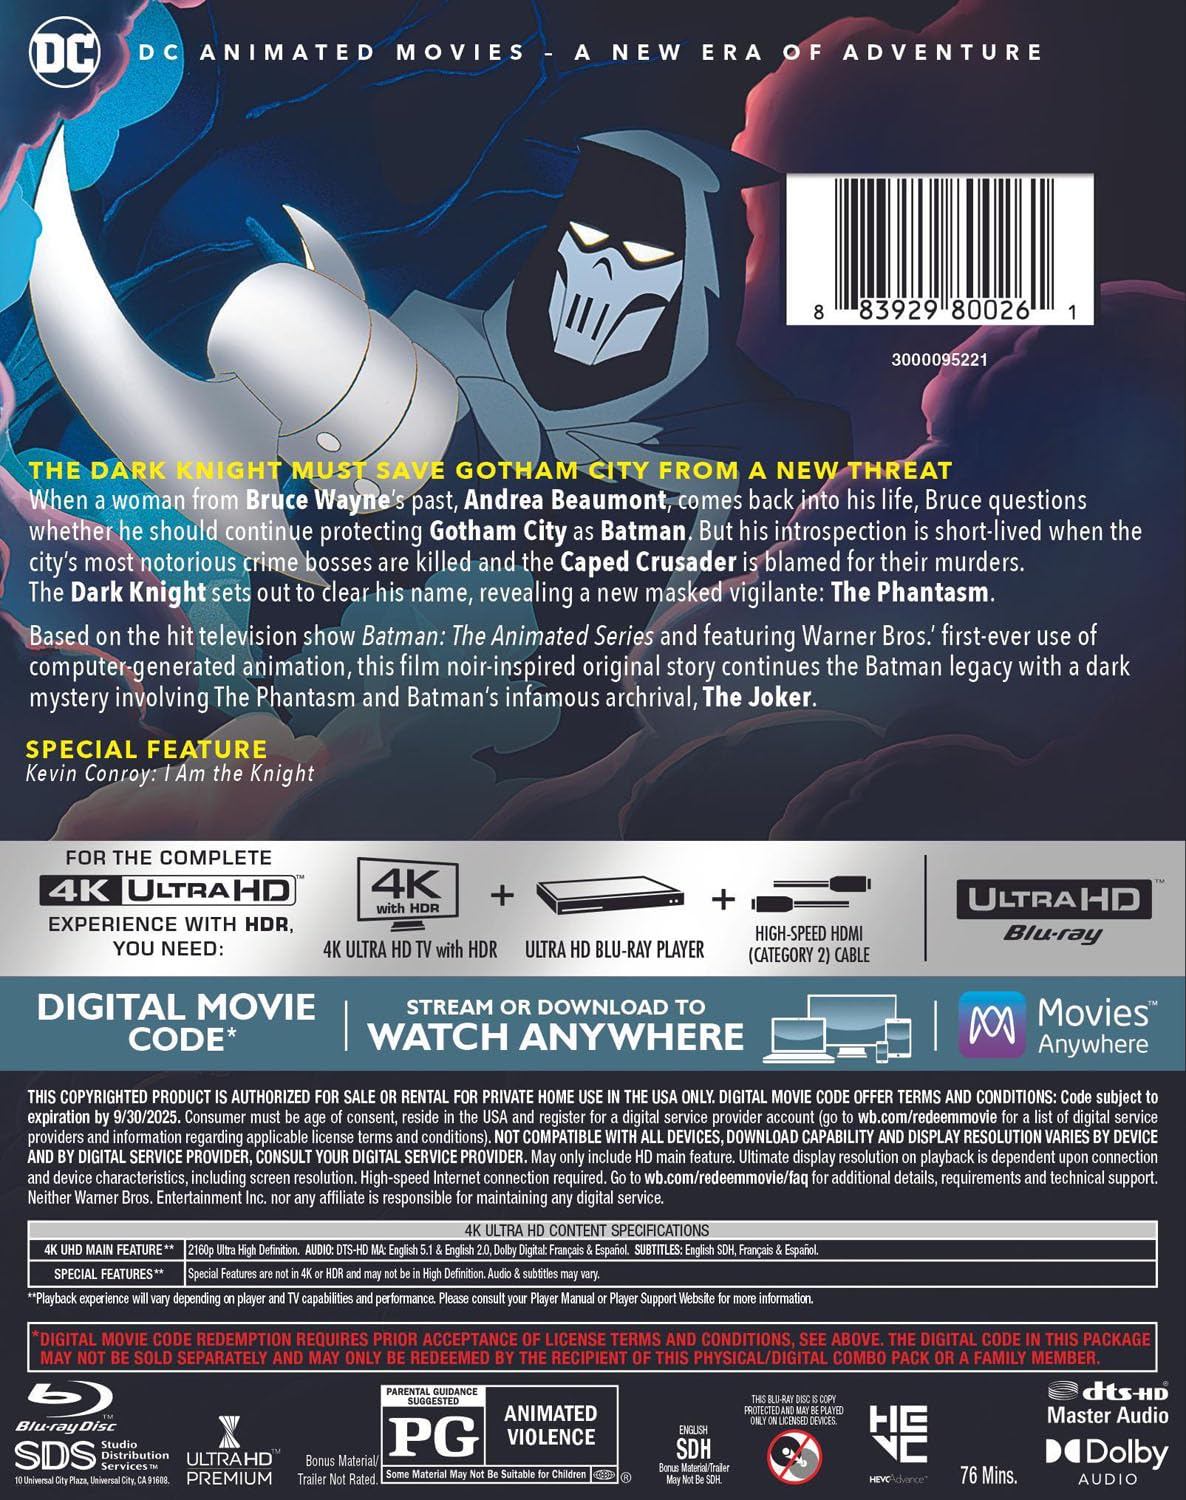 DC
DC ANIMATED MOVIES – A NEW ERA OF ADVENTURE
8 83929 80026 1
3000095221
THE DARK KNIGHT MUST SAVE GOTHAM CITY FROM A NEW THREAT
When a woman from Bruce Wayne's past, Andrea Beaumont, comes back into his life, Bruce questions
whether he should continue protecting Gotham City as Batman. But his introspection is short-lived when the
city's most notorious crime bosses are killed and the Caped Crusader is blamed for their murders.
The Dark Knight sets out to clear his name, revealing a new masked vigilante: The Phantasm.
Based on the hit television show Batman: The Animated Series and featuring Warner Bros.' first-ever use of
computer-generated animation, this film noir-inspired original story continues the Batman legacy with a dark
mystery involving The Phantasm and Batman's infamous archrival, The Joker.
SPECIAL FEATURE
Kevin Conroy: I Am the Knight
FOR THE COMPLETE
4K ULTRA HD™
EXPERIENCE WITH HDR,
YOU NEED:
4K
with HDR
4K ULTRA HD TV with HDR
+
ULTRA HD BLU-RAY PLAYER
+
HIGH-SPEED HDMI
(CATEGORY 2) CABLE
ULTRA HD™
Blu-ray
DIGITAL MOVIE
CODE*
STREAM OR DOWNLOAD TO
WATCH ANYWHERE
Movies™
Anywhere
THIS COPYRIGHTED PRODUCT IS AUTHORIZED FOR SALE OR RENTAL FOR PRIVATE HOME USE IN THE USA ONLY. DIGITAL MOVIE CODE OFFER TERMS AND CONDITIONS: Code subject to
expiration by 9/30/2025. Consumer must be age of consent, reside in the USA and register for a digital service provider account (go to wb.com/redeemmovie for a list of digital service
providers and information regarding applicable license terms and conditions). NOT COMPATIBLE WITH ALL DEVICES, DOWNLOAD CAPABILITY AND DISPLAY RESOLUTION VARIES BY DEVICE
AND BY DIGITAL SERVICE PROVIDER, CONSULT YOUR DIGITAL SERVICE PROVIDER. May only include HD main feature. Ultimate display resolution on playback is dependent upon connection
and device characteristics, including screen resolution. High-speed Internet connection required. Go to wb.com/redeemmovie/faq for additional details, requirements and technical support.
Neither Warner Bros. Entertainment Inc. nor any affiliate is responsible for maintaining any digital service.
4K ULTRA HD CONTENT SPECIFICATIONS
4K UHD MAIN FEATURE** 2160p Ultra High Definition. AUDIO: DTS-HD MA: English 5.1 & English 2.0, Dolby Digital: Français & Español. SUBTITLES: English SDH, Français & Español.
SPECIAL FEATURES** Special Features are not in 4K or HDR and may not be in High Definition. Audio & subtitles may vary.
**Playback experience will vary depending on player and TV capabilities and performance. Please consult your Player Manual or Player Support Website for more information.
*DIGITAL MOVIE CODE REDEMPTION REQUIRES PRIOR ACCEPTANCE OF LICENSE TERMS AND CONDITIONS, SEE ABOVE. THE DIGITAL CODE IN THIS PACKAGE
MAY NOT BE SOLD SEPARATELY AND MAY ONLY BE REDEEMED BY THE RECIPIENT OF THIS PHYSICAL/DIGITAL COMBO PACK OR A FAMILY MEMBER.
Blu-ray Disc™
SDS Studio
Distribution
Services™
10 Universal City Plaza, Universal City, CA 91608.
ULTRA HD™
PREMIUM
Bonus Material/
Trailer Not Rated.
PARENTAL GUIDANCE
SUGGESTED
PG
ANIMATED
VIOLENCE
Some Material May Not Be Suitable for Children
®
ENGLISH
SDH
Bonus Material/Trailer
May Not Be SDH.
THIS BLU-RAY DISC IS COPY
PROTECTED AND MAY BE PLAYED
ONLY ON LICENSED DEVICES.
HEVC
HEVC Advance™
76 Mins.
dts-HD®
Master Audio
Dolby
AUDIO